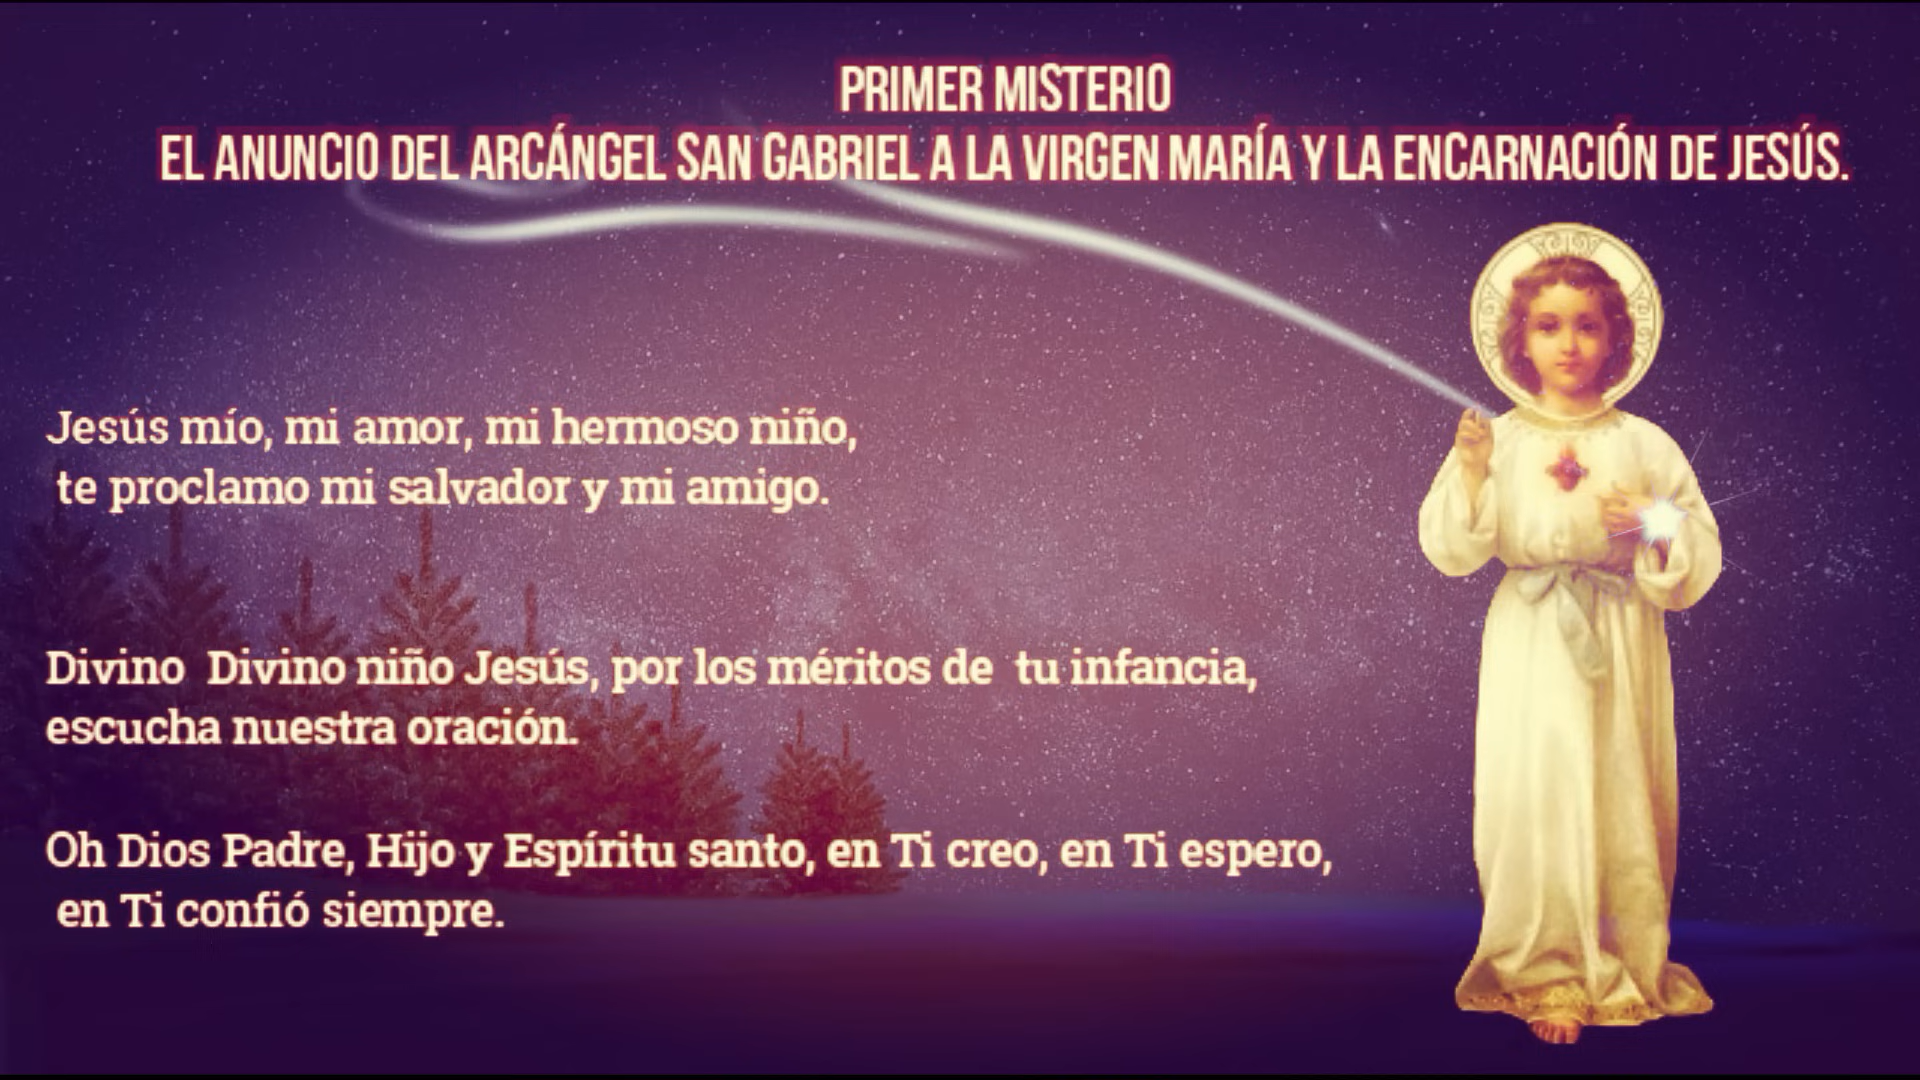 PRIMER MISTERIO
EL ANUNCIO DEL ARCÁNGEL SAN GABRIEL A LA VIRGEN MARÍA Y LA ENCARNACIÓN DE JESÚS.
Jesús mío, mi amor, mi hermoso niño,
te proclamo mi salvador y mi amigo.
Divino Divino niño Jesús, por los méritos de tu infancia,
escucha nuestra oración.
Oh Dios Padre, Hijo y Espíritu santo, en Ti creo, en Ti espero,
en Ti confió siempre.